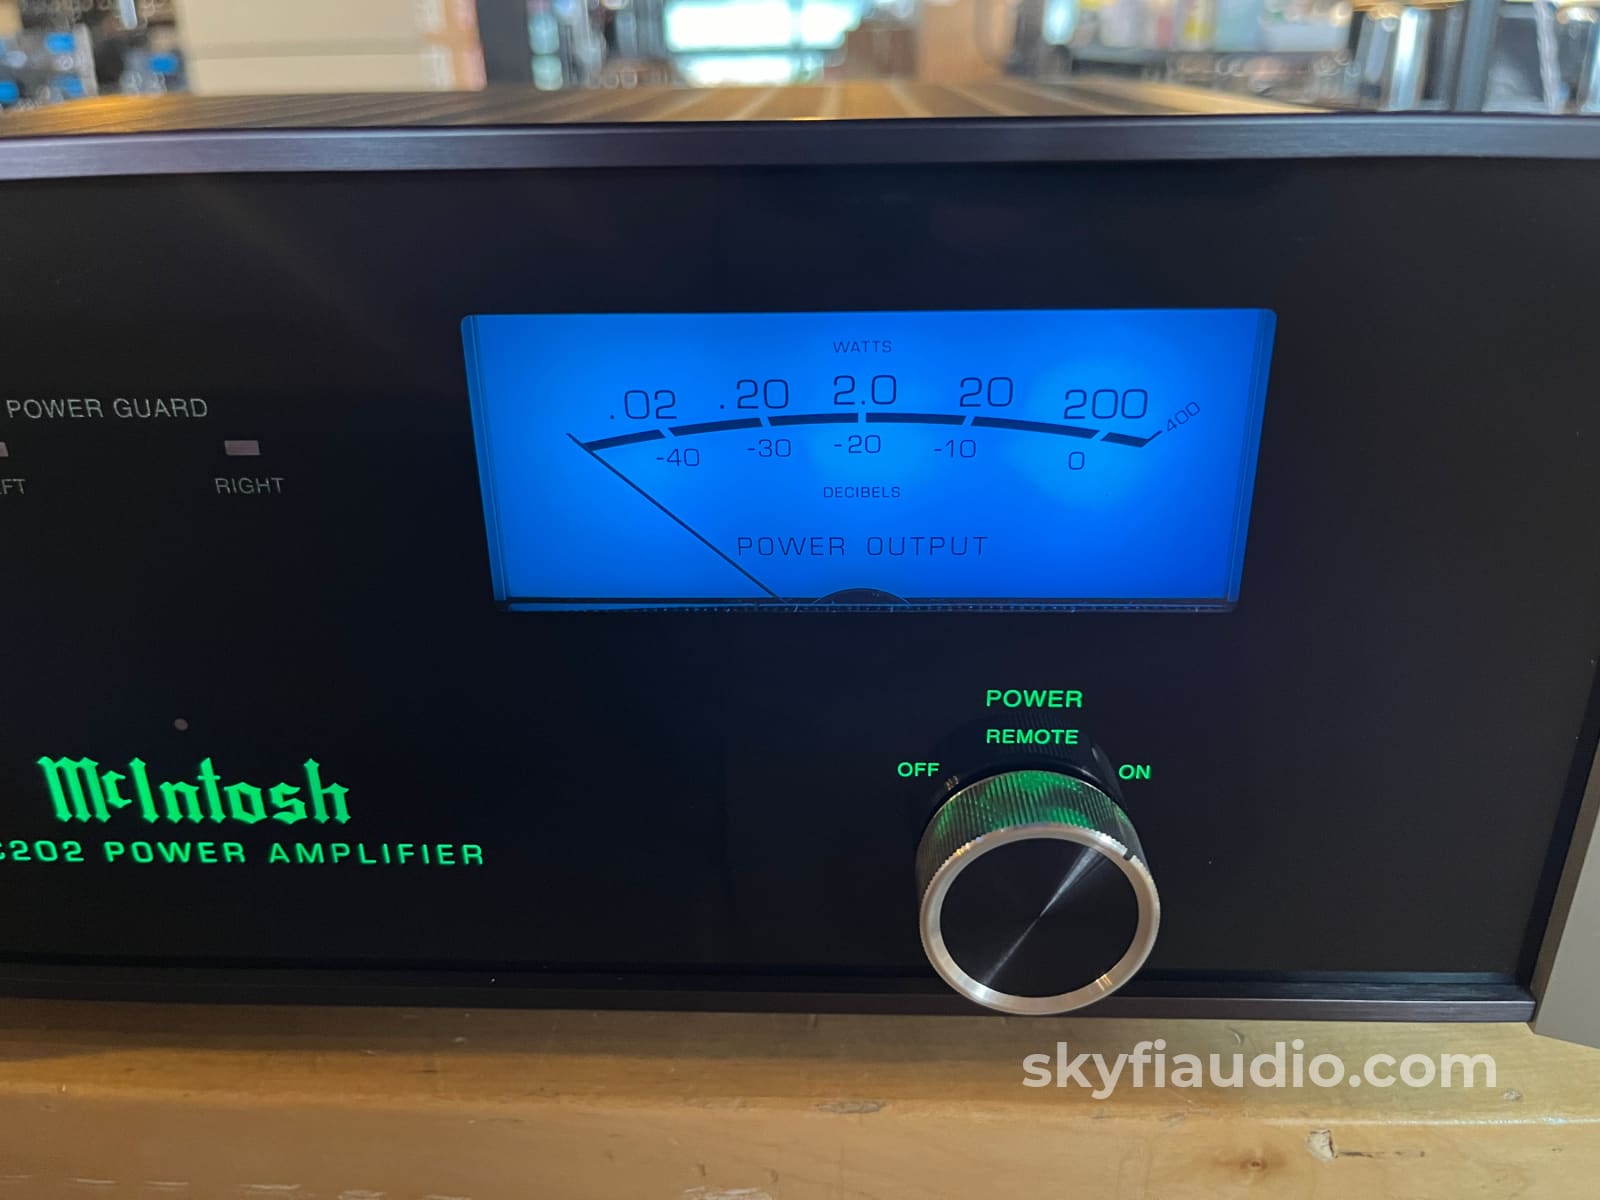 WATTS
.02 .20 2.0 20 200 400
-40 -30 -20 -10 0
DECIBELS
POWER OUTPUT
POWER GUARD
RIGHT
POWER
REMOTE
OFF ON
McIntosh
202 POWER AMPLIFIER
skyfiaudio.com